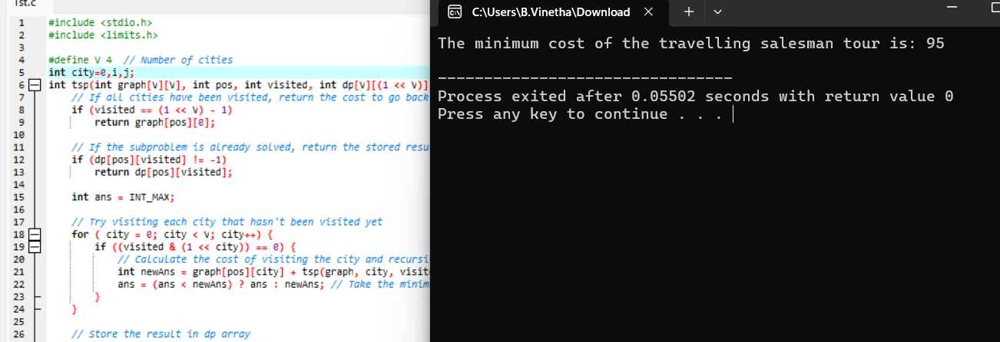 1st.c
1 #include <stdio.h>
2 #include <limits.h>
3
4 #define V 4 // Number of cities
5 int city=0,i,j;
6 int tsp(int graph[V][V], int pos, int visited, int dp[V][(1 << V)]
7 // If all cities have been visited, return the cost to go back
8 if (visited == (1 << V) - 1)
9 return graph[pos][0];
10
11 // If the subproblem is already solved, return the stored resu
12 if (dp[pos][visited] != -1)
13 return dp[pos][visited];
14
15 int ans = INT_MAX;
16
17 // Try visiting each city that hasn't been visited yet
18 for ( city = 0; city < V; city++) {
19 if ((visited & (1 << city)) == 0) {
20 // Calculate the cost of visiting the city and recursi
21 int newAns = graph[pos][city] + tsp(graph, city, visit
22 ans = (ans < newAns) ? ans : newAns; // Take the minim
23 }
24 }
25
26 // Store the result in dp array
C:\Users\B.Vinetha\Download
The minimum cost of the travelling salesman tour is: 95
--------------------------------
Process exited after 0.05502 seconds with return value 0
Press any key to continue . . .